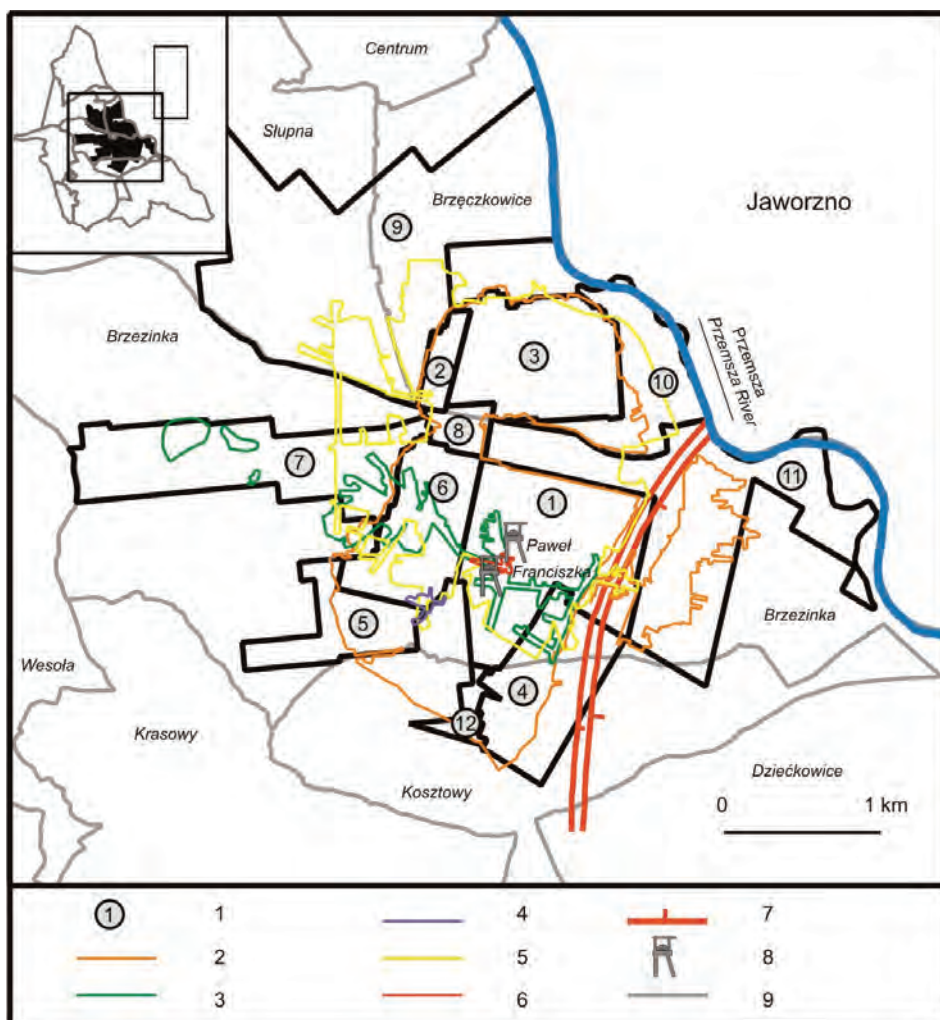 Centrum
Słupna
Brzęczkowice
Jaworzno
9
Brzezinka
2
3
10
Przemsza
Przemsza River
8
7
6
11
1
Paweł
Franciszka
Brzezinka
5
Wesoła
4
12
Krasowy
Dziećkowice
Kosztowy
0 1 km
1 1 4 7
2 5 8
3 6 9